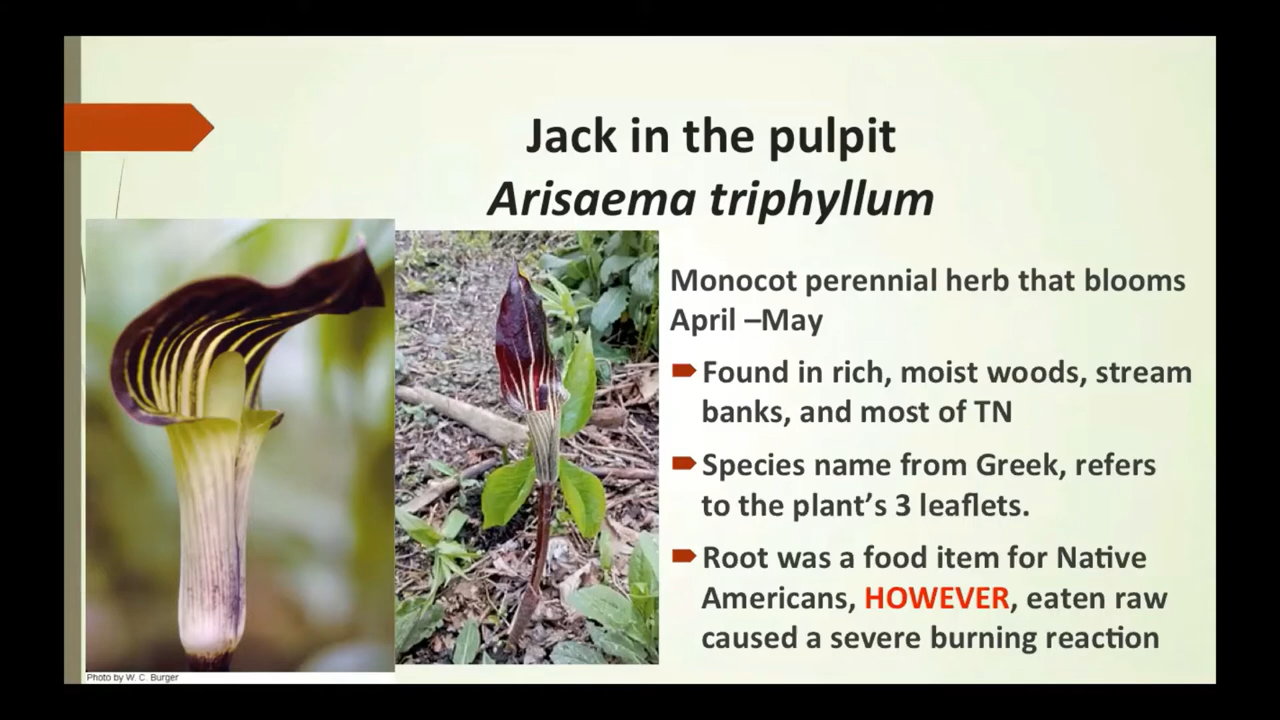 Jack in the pulpit
Arisaema triphyllum
Monocot perennial herb that blooms
April –May
Found in rich, moist woods, stream
banks, and most of TN
Species name from Greek, refers
to the plant's 3 leaflets.
Root was a food item for Native
Americans, HOWEVER, eaten raw
caused a severe burning reaction
Photo by W. C. Burger